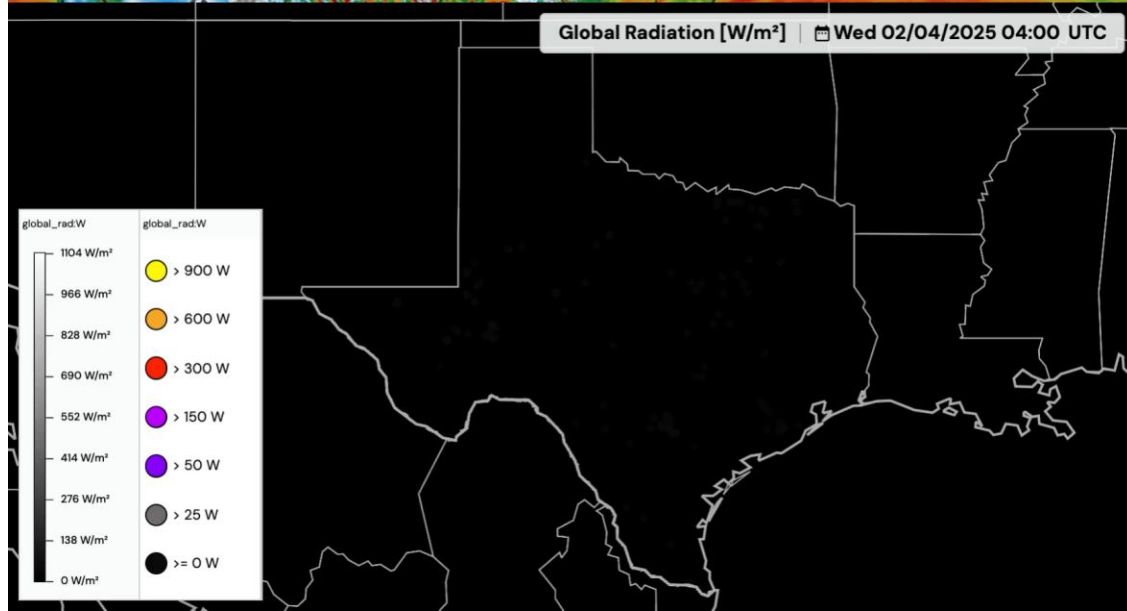 Global Radiation [W/m²] | Wed 02/04/2025 04:00 UTC
global_rad:W
1104 W/m²
966 W/m²
828 W/m²
690 W/m²
552 W/m²
414 W/m²
276 W/m²
138 W/m²
0 W/m²
global_rad:W
> 900 W
> 600 W
> 300 W
> 150 W
> 50 W
> 25 W
>= 0 W